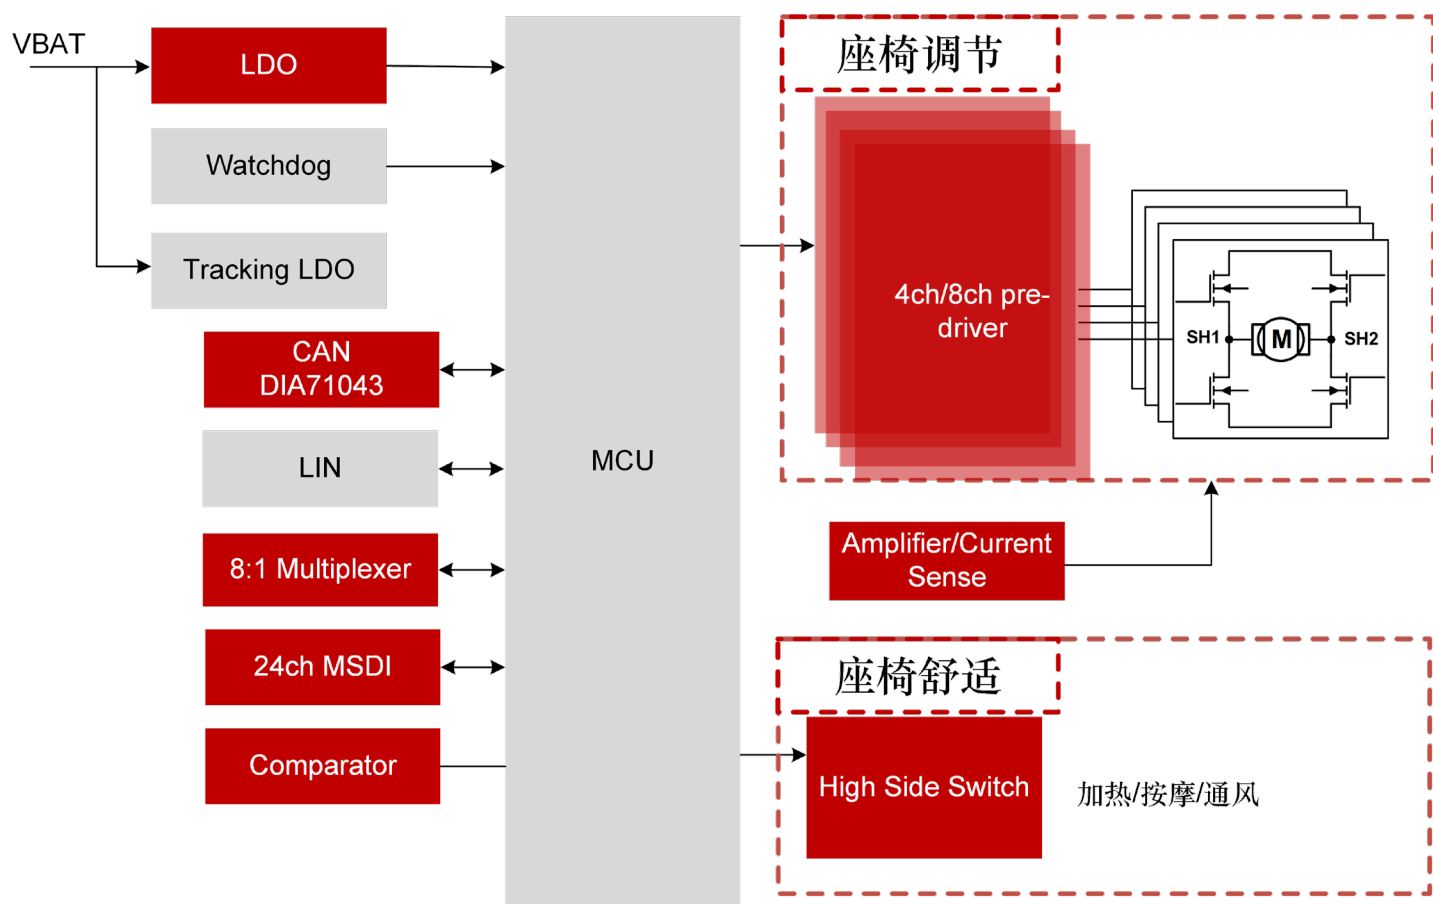 VBAT
LDO
Watchdog
Tracking LDO
CAN
DIA71043
LIN
8:1 Multiplexer
24ch MSDI
Comparator
MCU
座椅调节
4ch/8ch pre-
driver
SH1
M
SH2
Amplifier/Current
Sense
座椅舒适
High Side Switch
加热/按摩/通风